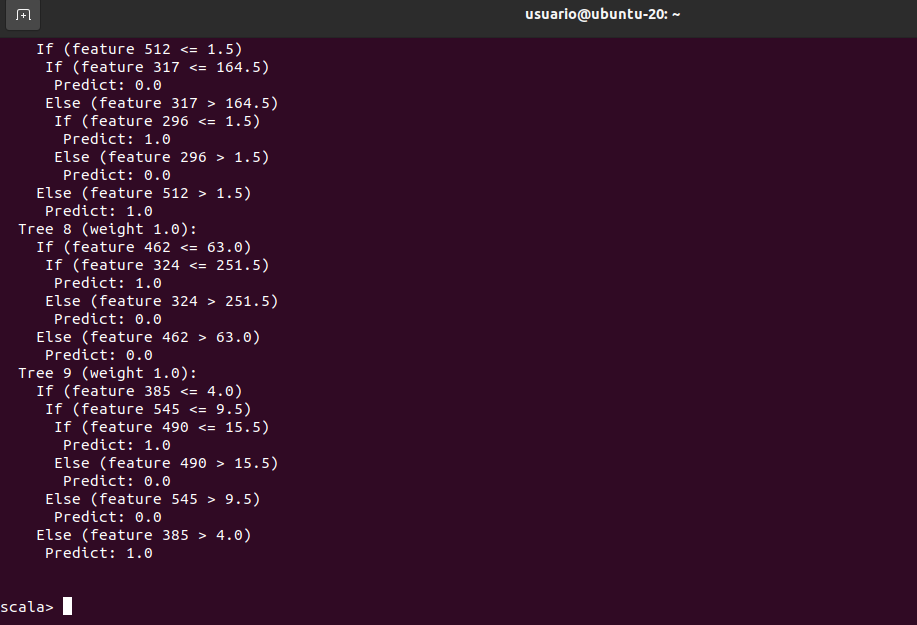 usuario@ubuntu-20: ~
If (feature 512 <= 1.5)
If (feature 317 <= 164.5)
Predict: 0.0
Else (feature 317 > 164.5)
If (feature 296 <= 1.5)
Predict: 1.0
Else (feature 296 > 1.5)
Predict: 0.0
Else (feature 512 > 1.5)
Predict: 1.0
Tree 8 (weight 1.0):
If (feature 462 <= 63.0)
If (feature 324 <= 251.5)
Predict: 1.0
Else (feature 324 > 251.5)
Predict: 0.0
Else (feature 462 > 63.0)
Predict: 0.0
Tree 9 (weight 1.0):
If (feature 385 <= 4.0)
If (feature 545 <= 9.5)
If (feature 490 <= 15.5)
Predict: 1.0
Else (feature 490 > 15.5)
Predict: 0.0
Else (feature 545 > 9.5)
Predict: 0.0
Else (feature 385 > 4.0)
Predict: 1.0
scala>